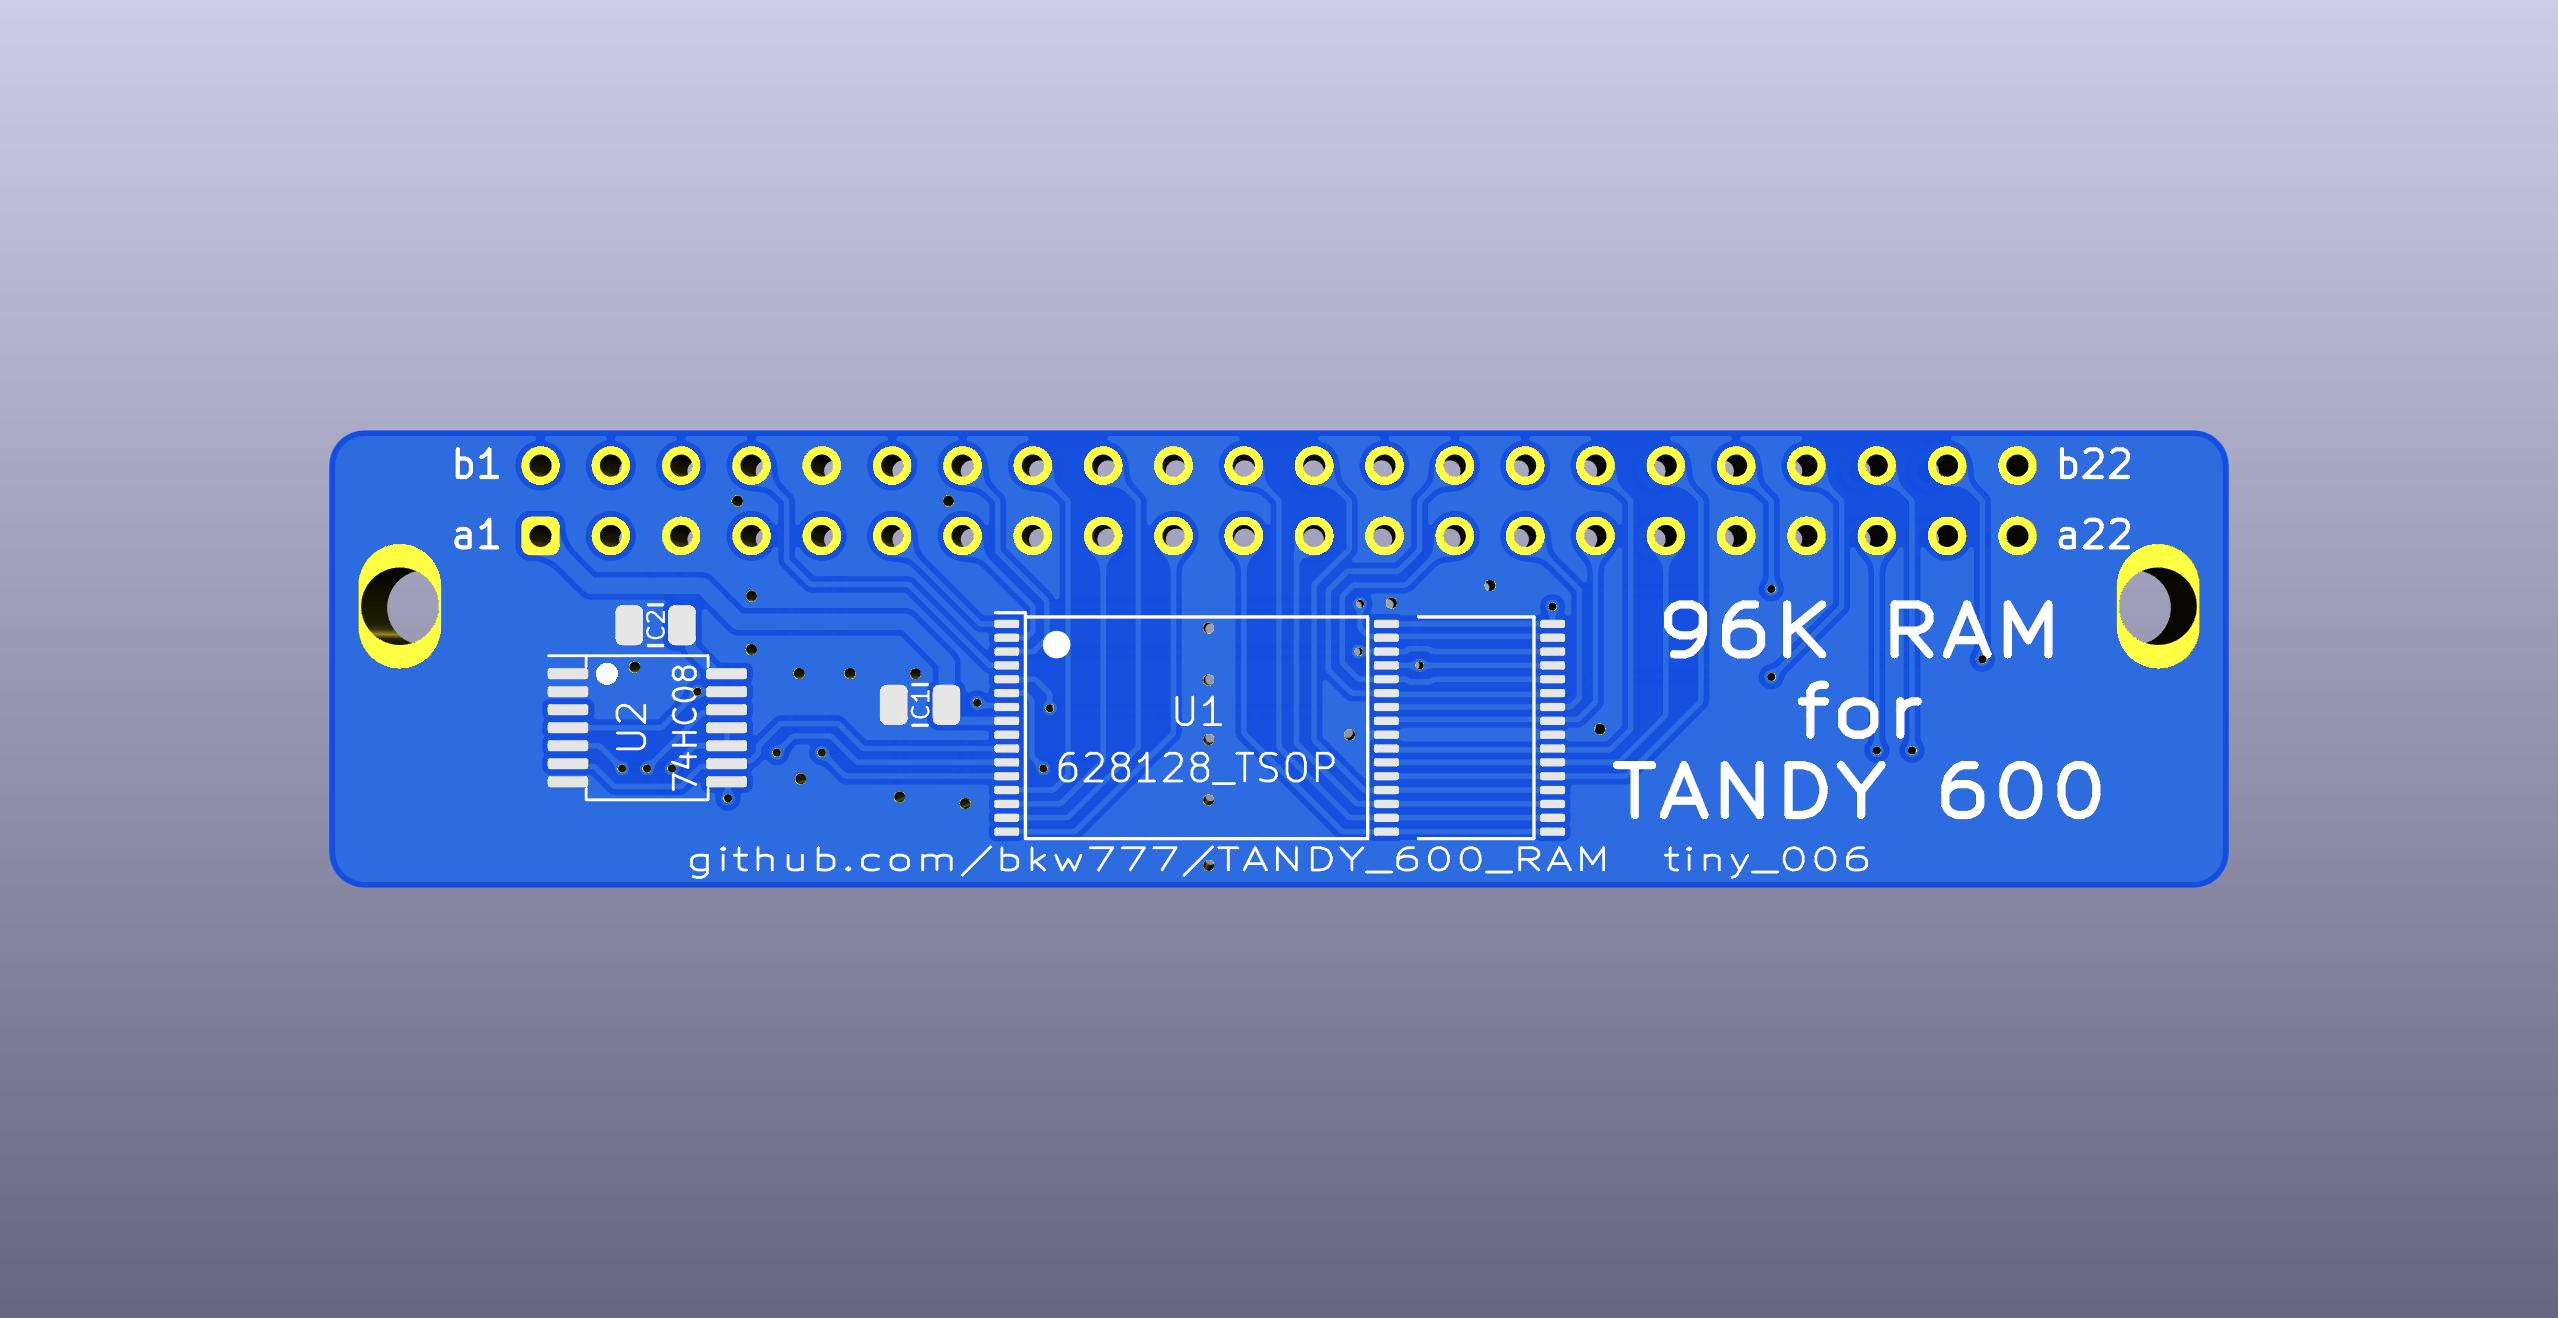 b1
b22
a1
a22
C2
C1
U2
74HC08
U1
628128_TSOP
96K RAM
for
TANDY 600
github.com/bkw777/TANDY_600_RAM tiny_006